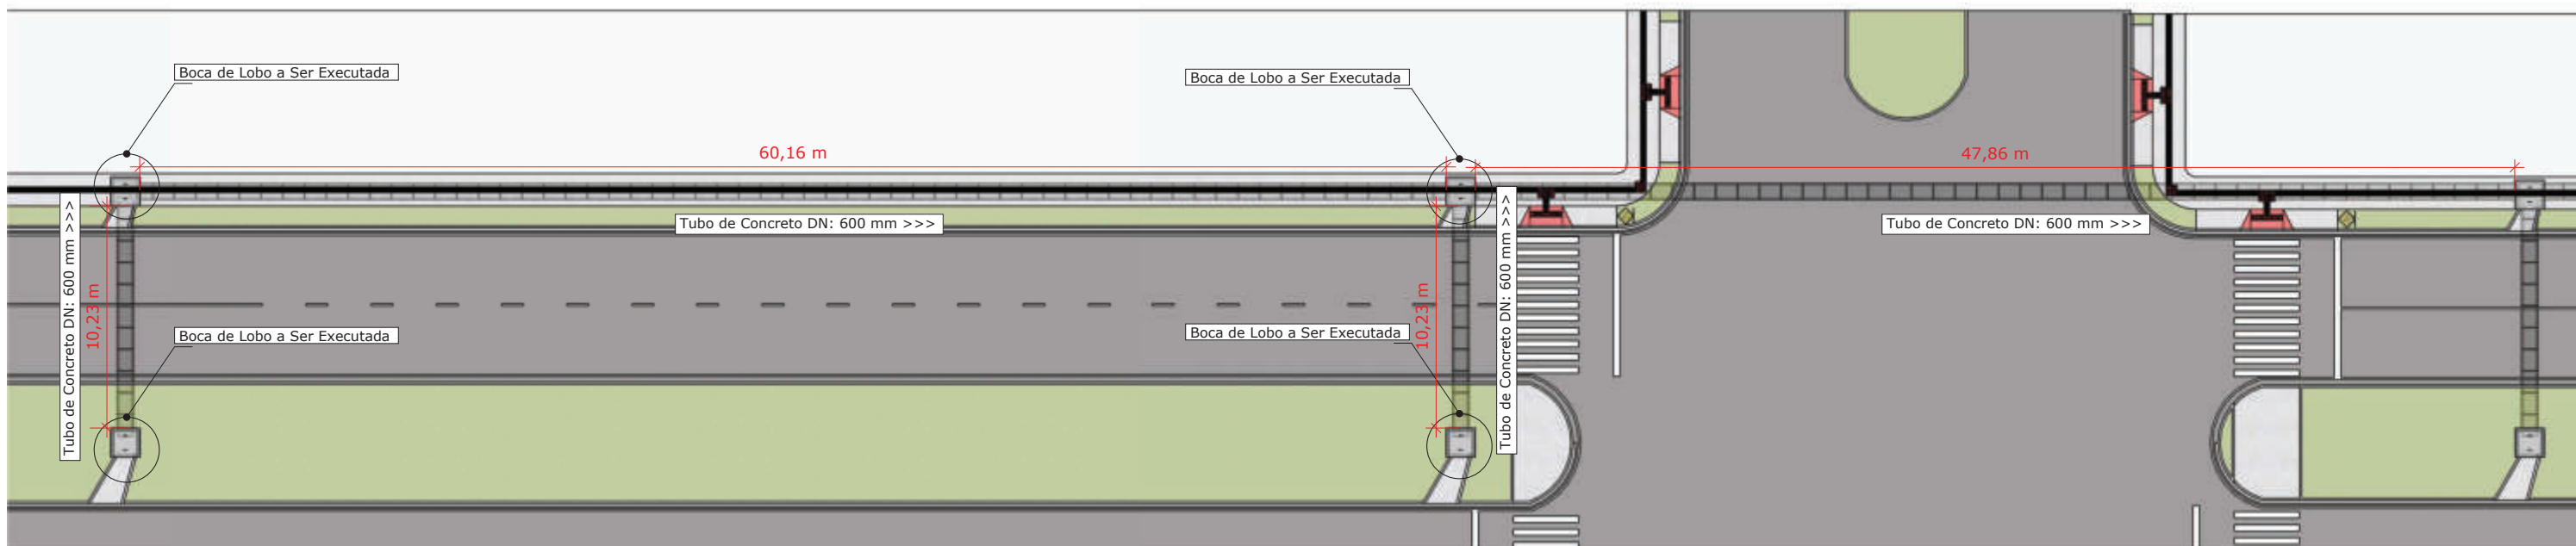 Boca de Lobo a Ser Executada
Boca de Lobo a Ser Executada
60,16 m
47,86 m
Tubo de Concreto DN: 600 mm >>>
Tubo de Concreto DN: 600 mm >>>
Tubo de Concreto DN: 600 mm >>>
10,23 m
Boca de Lobo a Ser Executada
Boca de Lobo a Ser Executada
10,23 m
Tubo de Concreto DN: 600 mm >>>